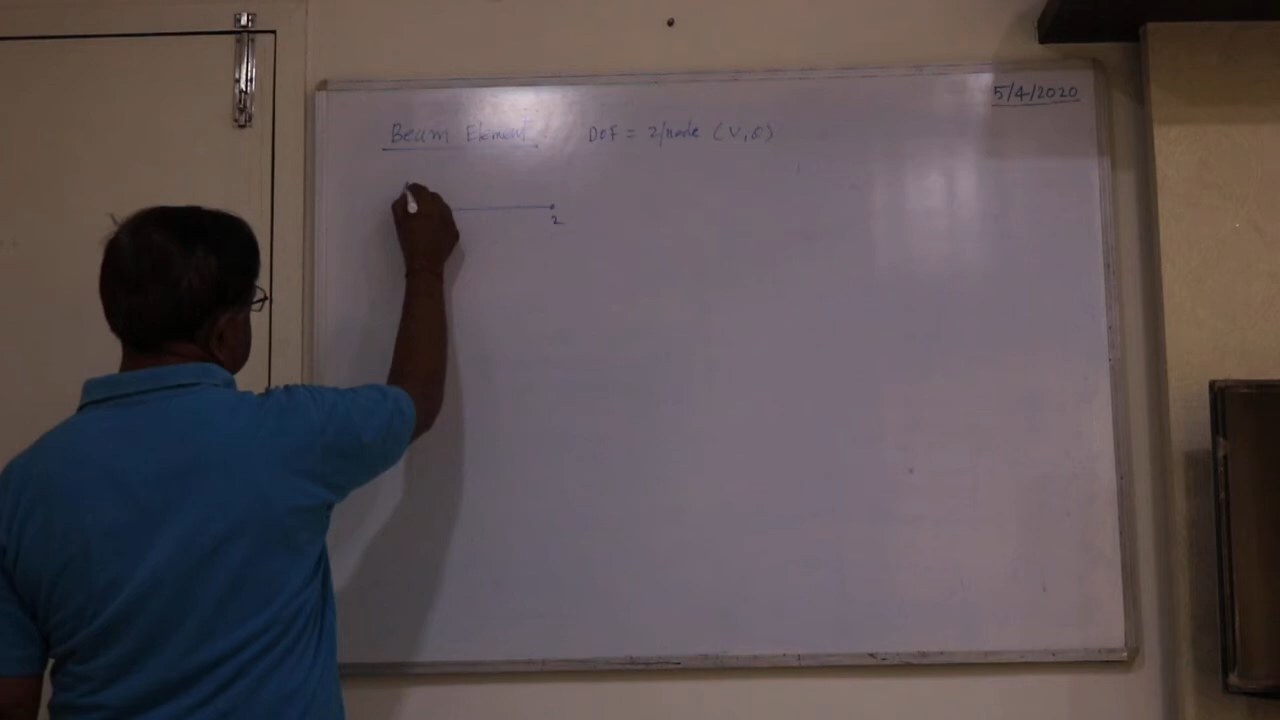 5/4/2020
Beam Element DOF = 2/node (v, θ)
2